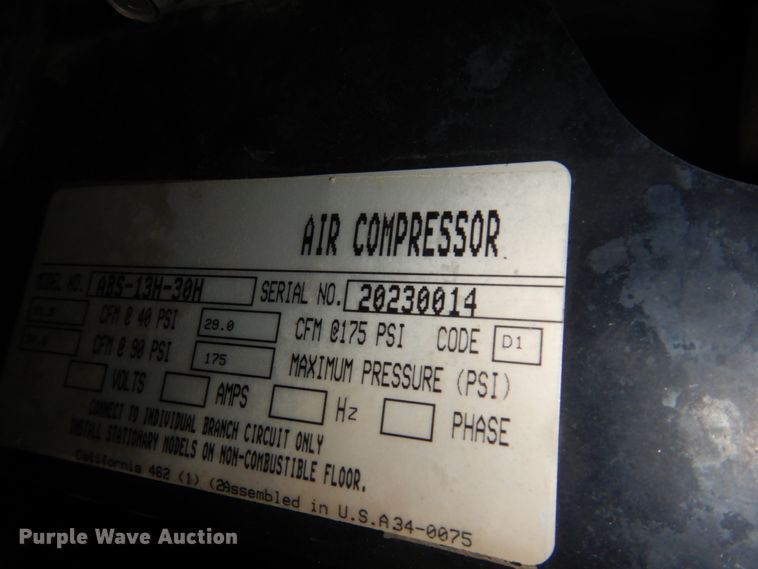 AIR COMPRESSOR
MODEL NO. ABS-13H-30H SERIAL NO. 20230014
CFM @ 40 PSI 29.0 CFM @175 PSI CODE D1
CFM @ 90 PSI 175 MAXIMUM PRESSURE (PSI)
VOLTS AMPS Hz PHASE
CONNECT TO INDIVIDUAL BRANCH CIRCUIT ONLY
INSTALL STATIONARY MODELS ON NON-COMBUSTIBLE FLOOR.
California 462 (1) (2Assembled in U.S.A34-0075
Purple Wave Auction